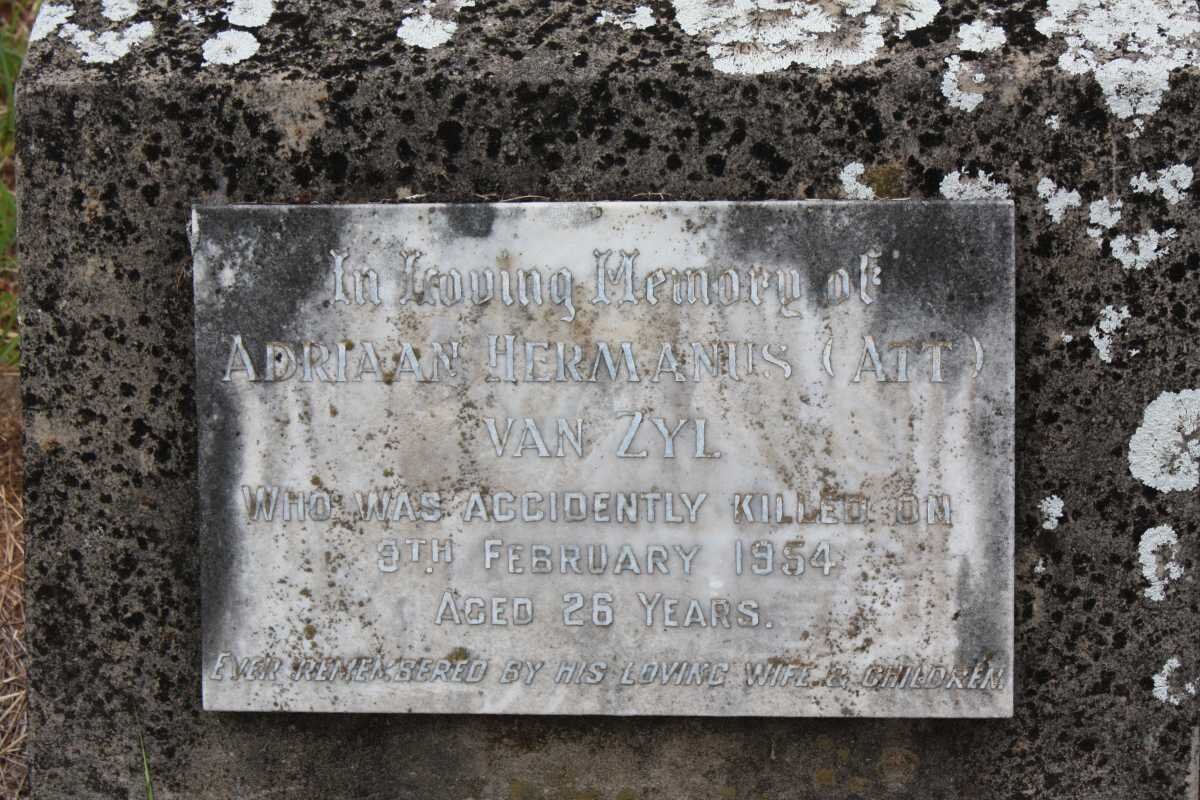 In Loving Memory of
ADRIAAN HERMANUS (ATT)
VAN ZYL
WHO WAS ACCIDENTLY KILLED ON
9TH FEBRUARY 1954
AGED 26 YEARS.
EVER REMEMBERED BY HIS LOVING WIFE & CHILDREN